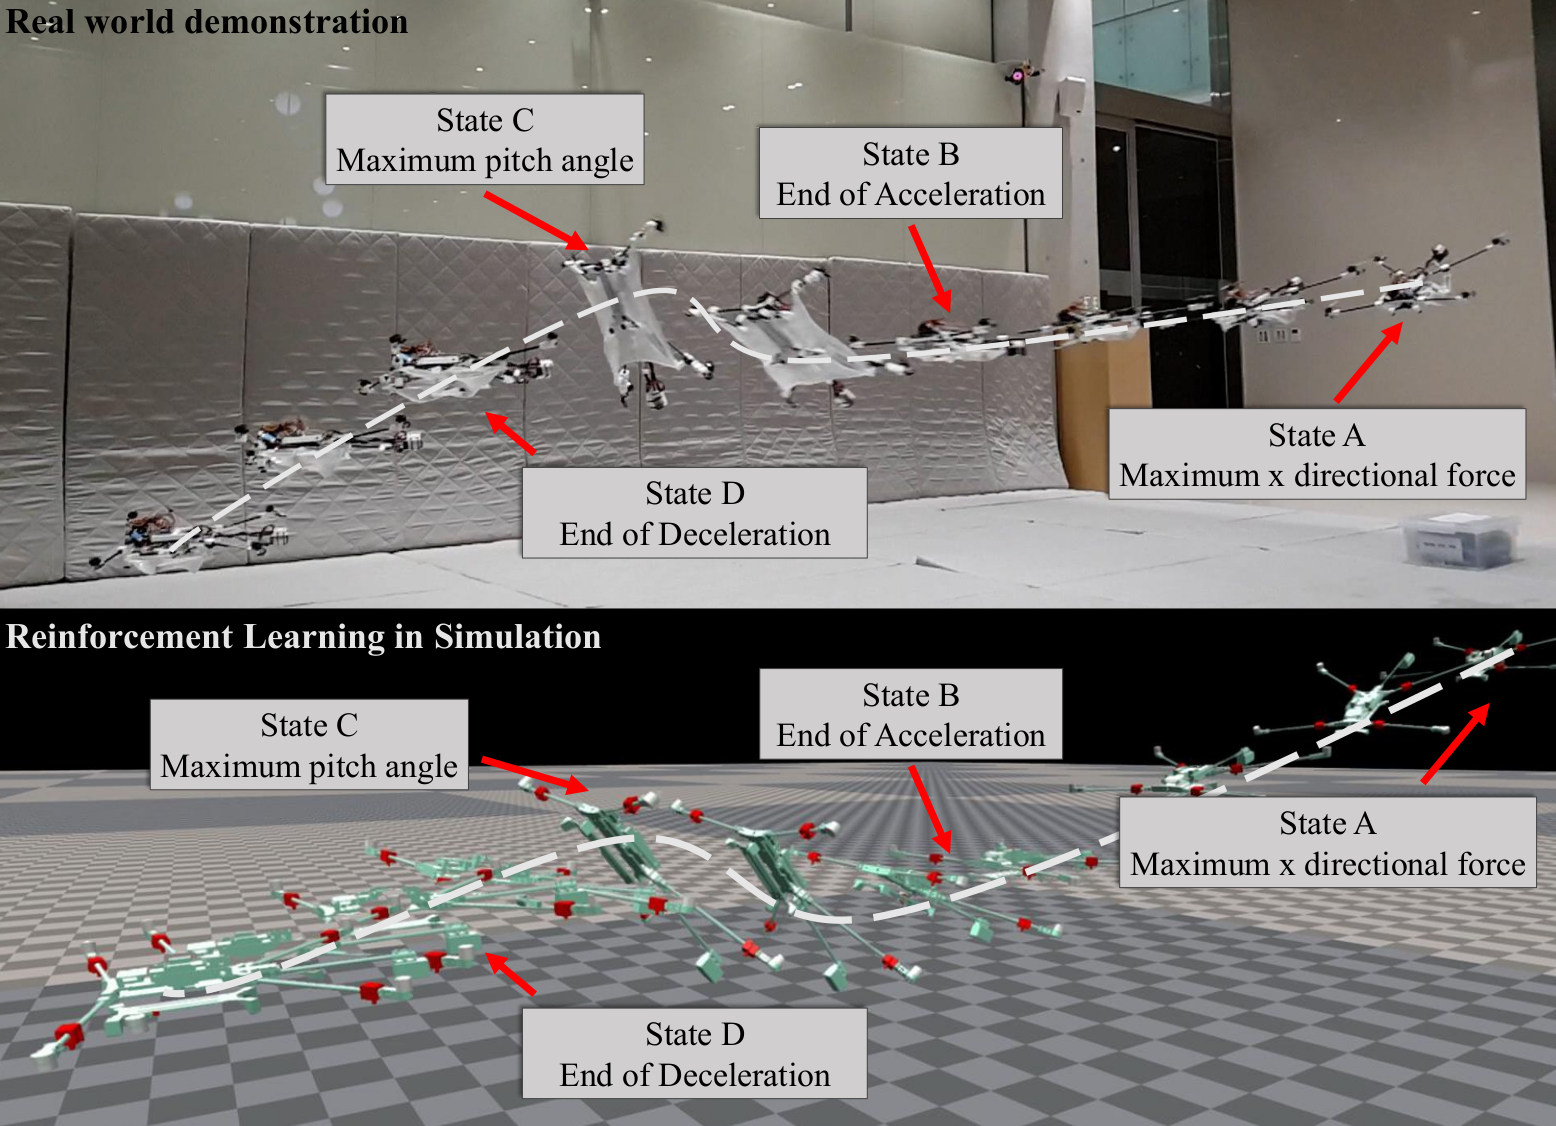 Real world demonstration
State C
Maximum pitch angle
State B
End of Acceleration
State A
Maximum x directional force
State D
End of Deceleration
Reinforcement Learning in Simulation
State C
Maximum pitch angle
State B
End of Acceleration
State A
Maximum x directional force
State D
End of Deceleration